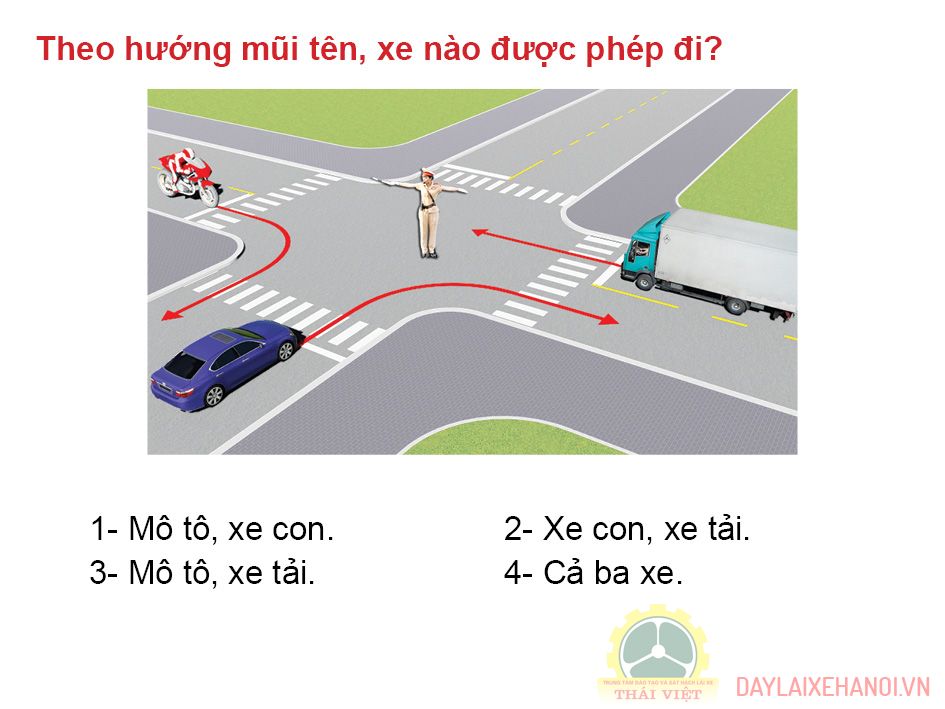 Theo hướng mũi tên, xe nào được phép đi?
1- Mô tô, xe con.
2- Xe con, xe tải.
3- Mô tô, xe tải.
4- Cả ba xe.
TRUNG TÂM ĐÀO TẠO VÀ SÁT HẠCH LÁI XE
THÁI VIỆT
DAYLAIXEHANOI.VN